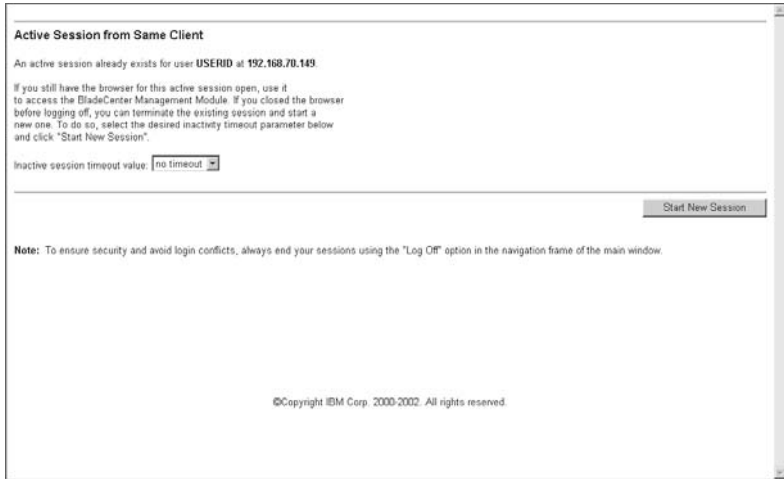 Active Session from Same Client
An active session already exists for user USERID at 192.168.70.149.
If you still have the browser for this active session open, use it
to access the BladeCenter Management Module. If you closed the browser
before logging off, you can terminate the existing session and start a
new one. To do so, select the desired inactivity timeout parameter below
and click "Start New Session".
Inactive session timeout value: no timeout
Start New Session
Note: To ensure security and avoid login conflicts, always end your sessions using the "Log Off" option in the navigation frame of the main window.
©Copyright IBM Corp. 2000-2002. All rights reserved.